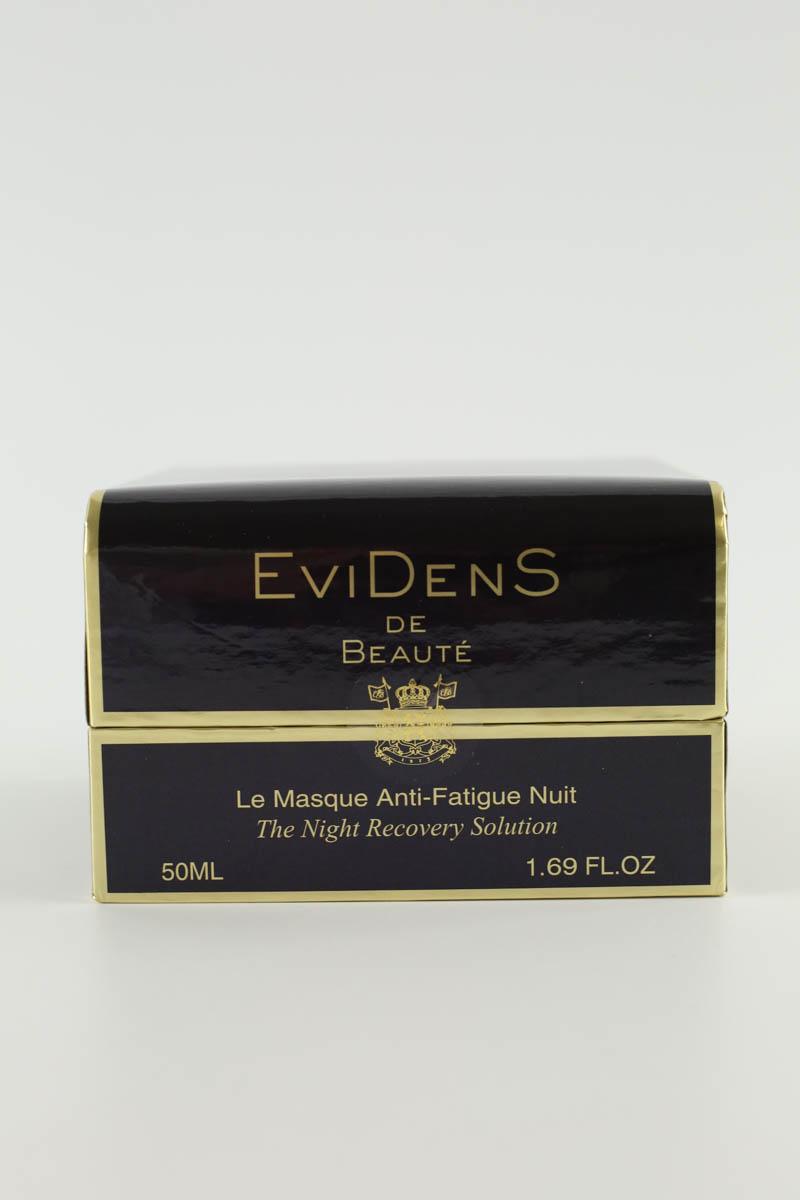 EviDenS
DE
Beauté
Le Masque Anti-Fatigue Nuit
The Night Recovery Solution
50ML
1.69 FL.OZ